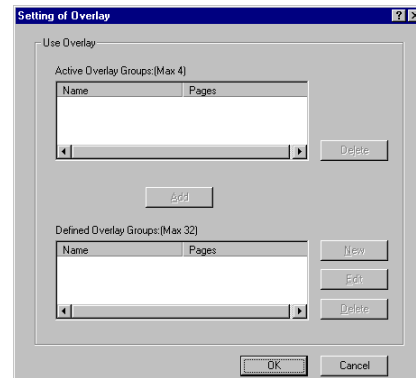 Setting of Overlay
Use Overlay
Active Overlay Groups:(Max 4)
Name Pages
Delete
Add
Defined Overlay Groups:(Max 32)
Name Pages
New
Edit
Delete
OK Cancel